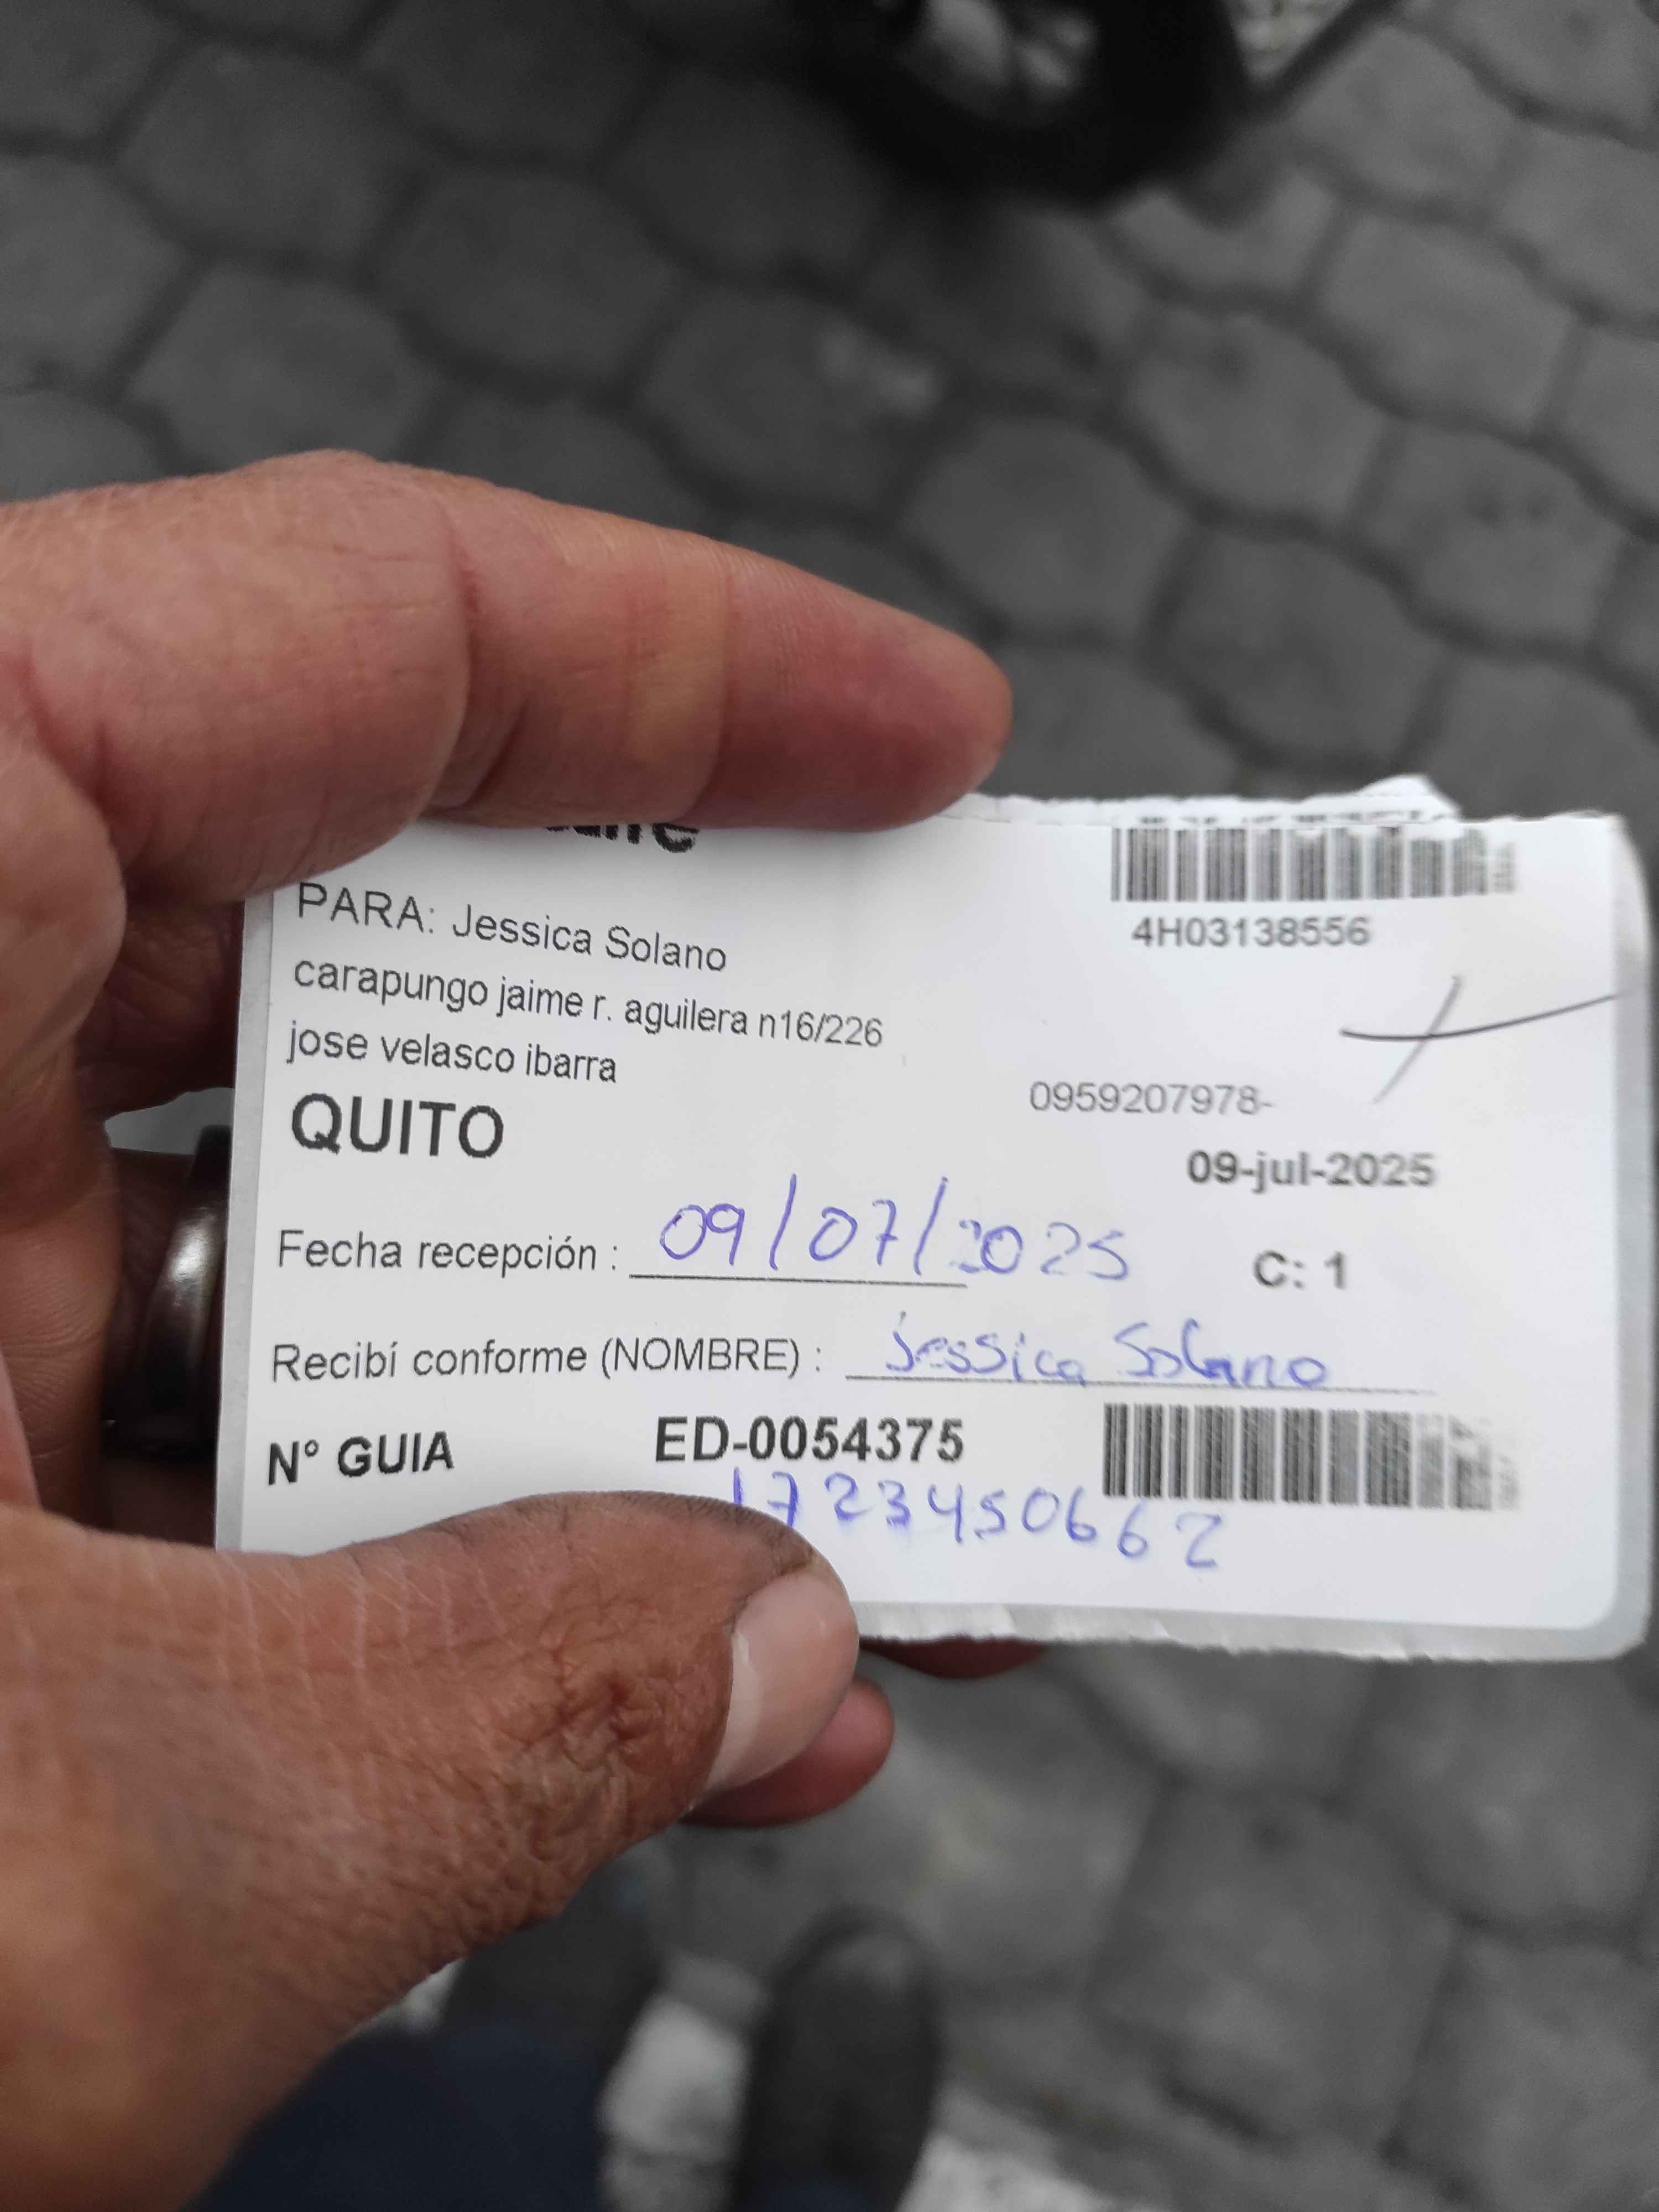 PARA: Jessica Solano
4H03138556
carapungo jaime r. aguilera n16/226
jose velasco ibarra
0959207978-
QUITO
09-jul-2025
Fecha recepción : 09/07/2025
C: 1
Recibí conforme (NOMBRE) : Jessica Solano
N° GUIA ED-0054375
1723450662